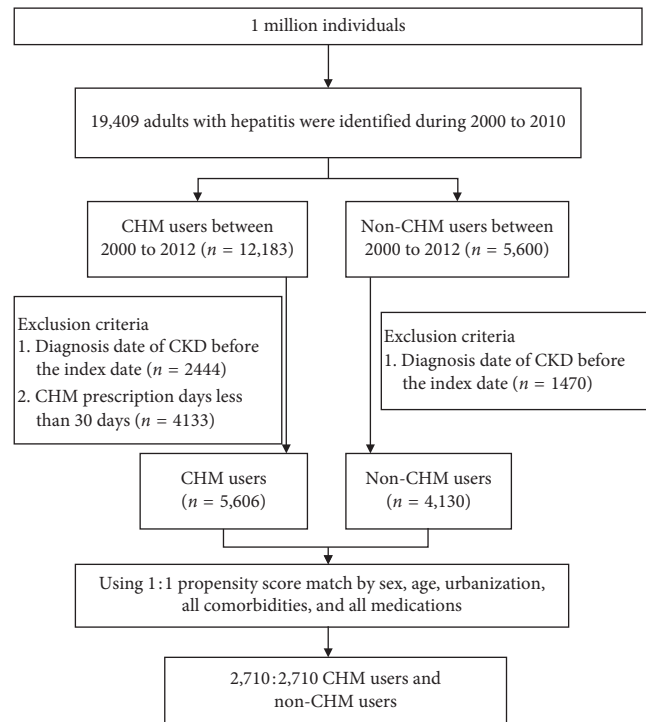 1 million individuals
19,409 adults with hepatitis were identified during 2000 to 2010
CHM users between
2000 to 2012 (n = 12,183)
Non-CHM users between
2000 to 2012 (n = 5,600)
Exclusion criteria
1. Diagnosis date of CKD before
the index date (n = 2444)
2. CHM prescription days less
than 30 days (n = 4133)
Exclusion criteria
1. Diagnosis date of CKD before
the index date (n = 1470)
CHM users
(n = 5,606)
Non-CHM users
(n = 4,130)
Using 1:1 propensity score match by sex, age, urbanization,
all comorbidities, and all medications
2,710:2,710 CHM users and
non-CHM users